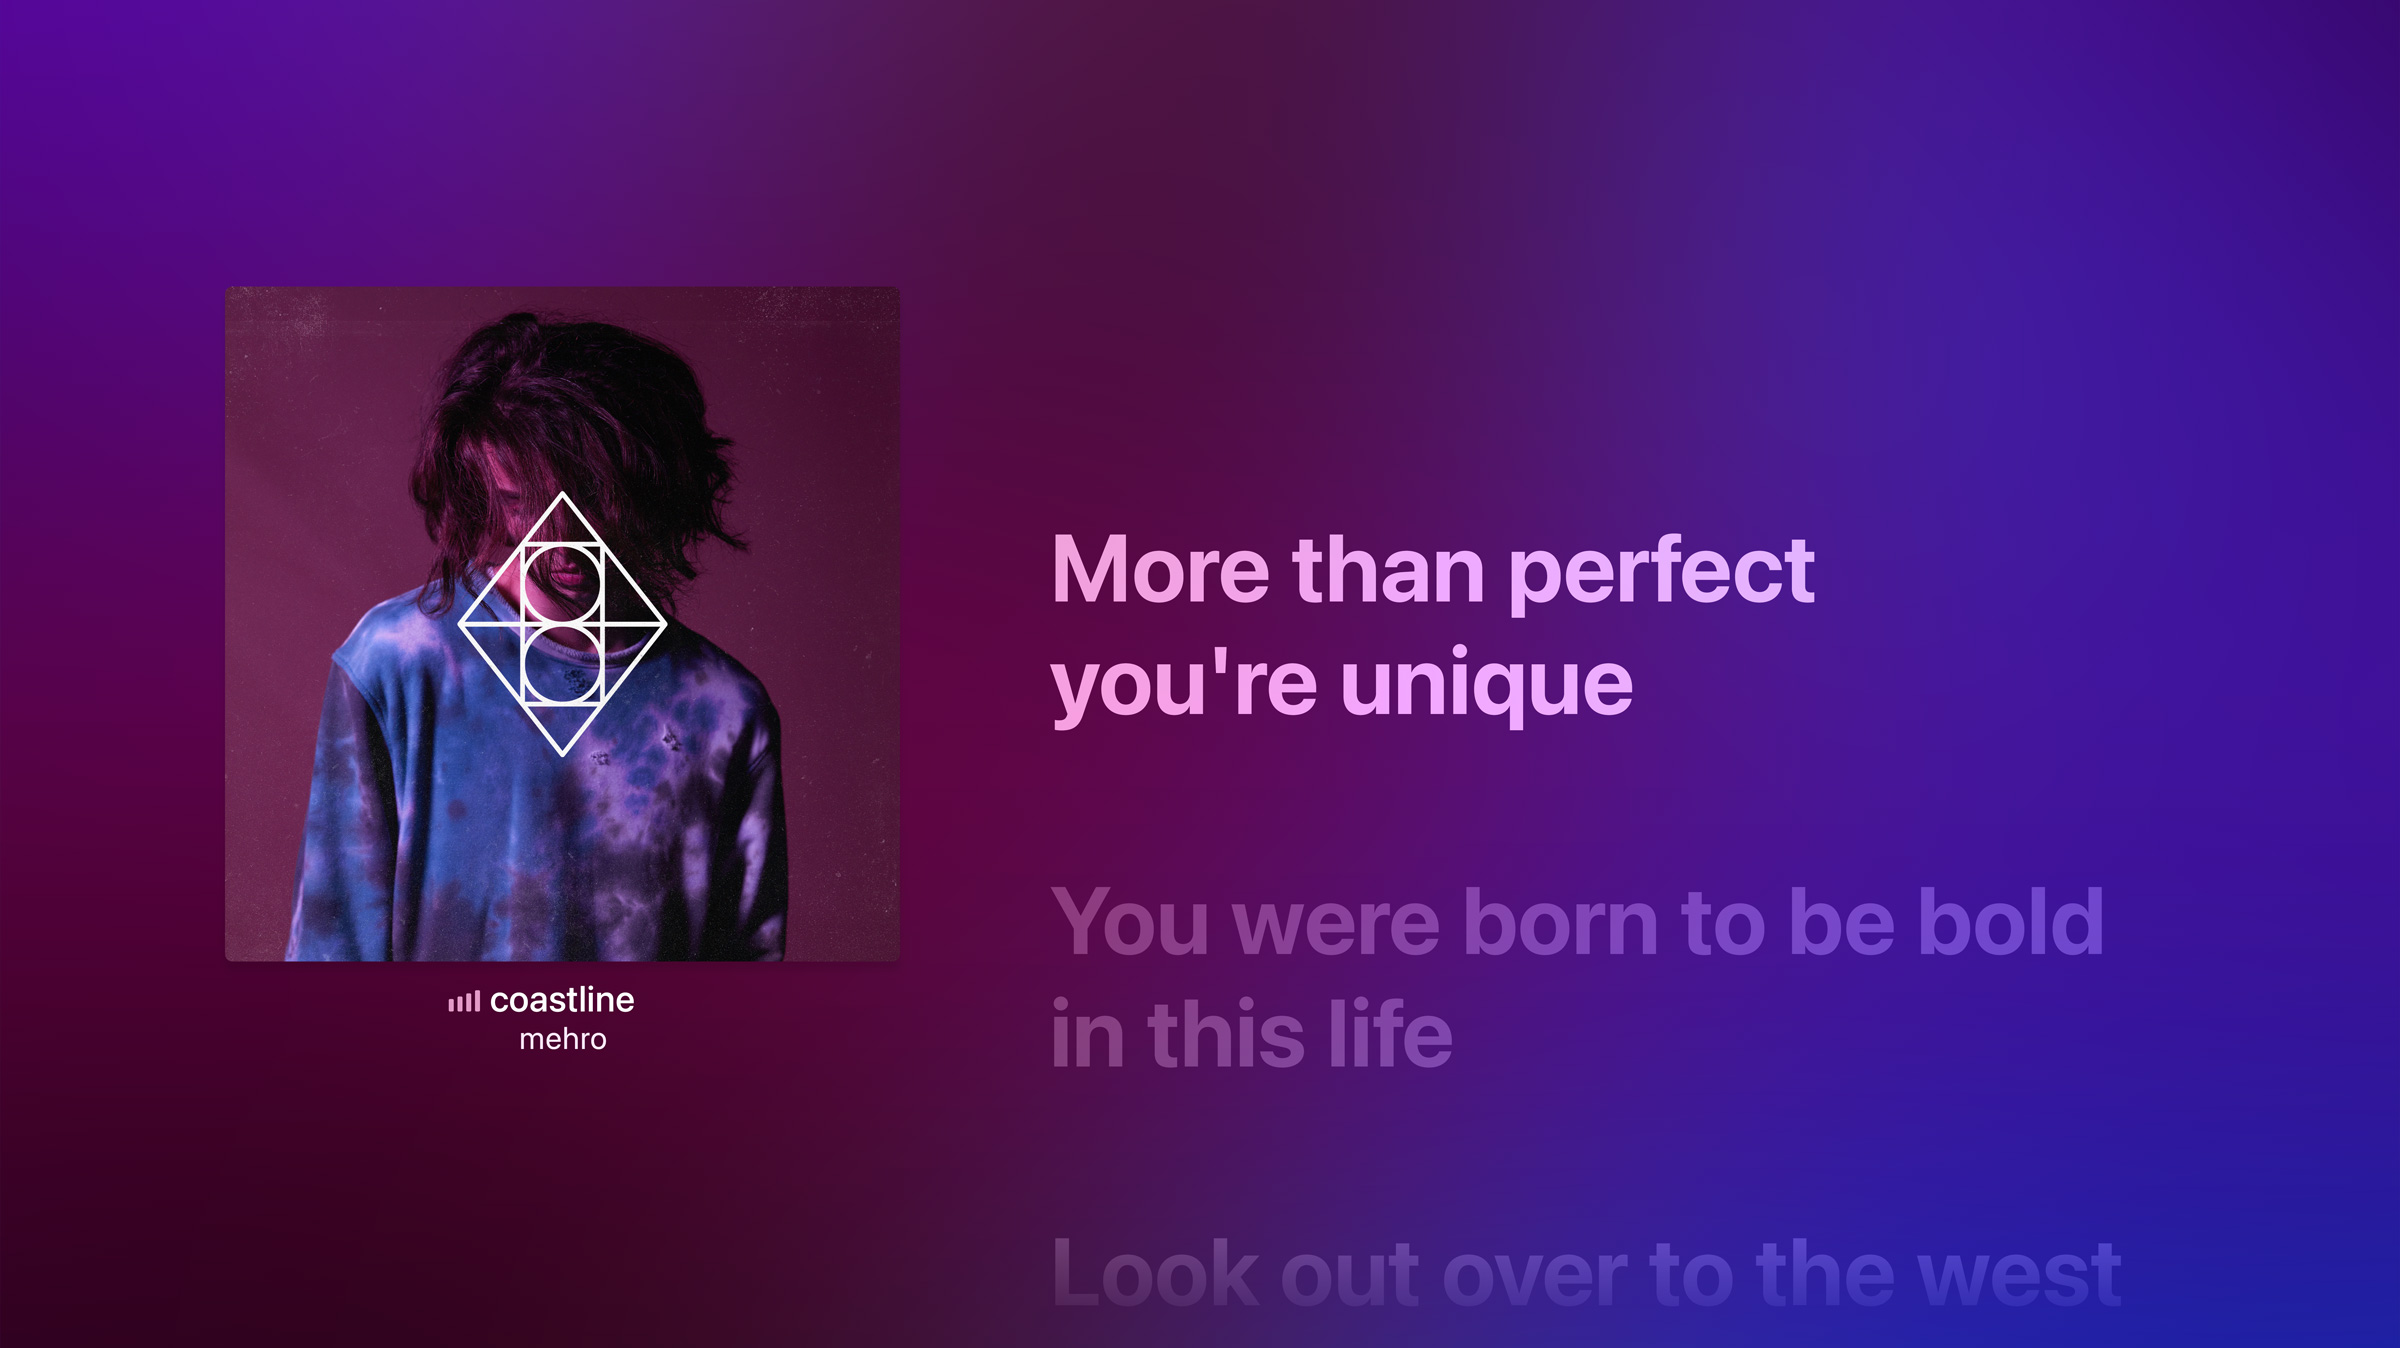 coastline
mehro
More than perfect
you're unique
You were born to be bold
in this life
Look out over to the west